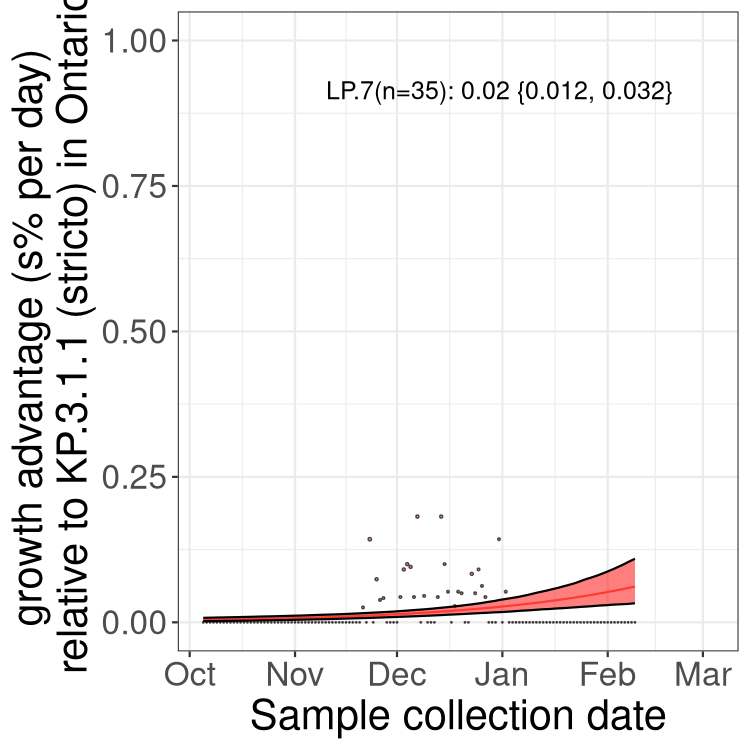 growth advantage (s% per day)
relative to KP.3.1.1 (stricto) in Ontario
1.00
0.75
0.50
0.25
0.00
LP.7(n=35): 0.02 {0.012, 0.032}
Oct Nov Dec Jan Feb Mar
Sample collection date